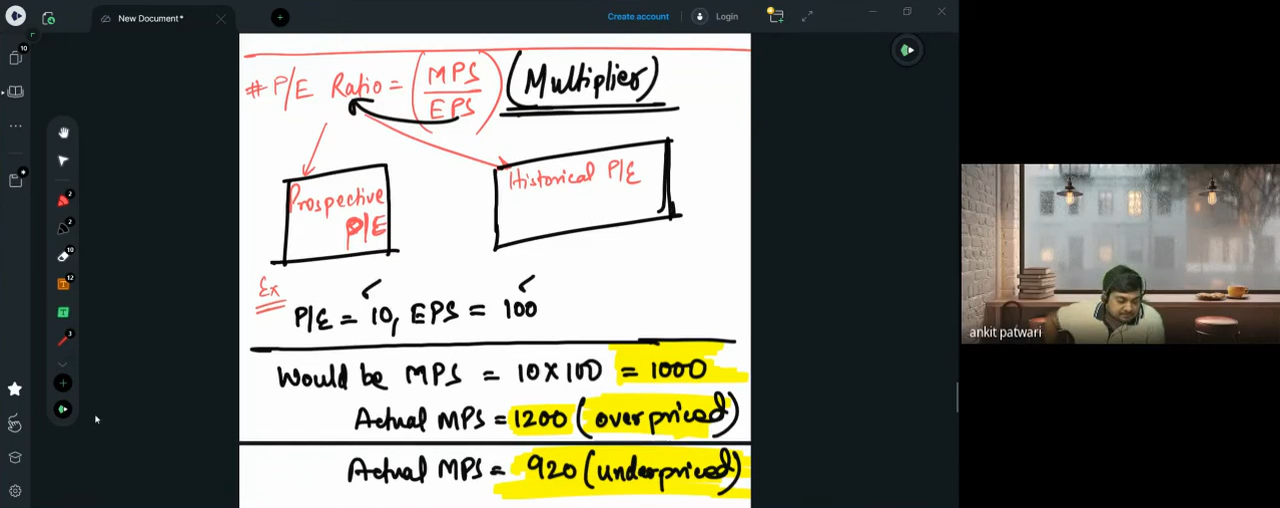 New Document*
Create account
Login
# P/E Ratio = (MPS/EPS) (Multiplier)
Prospective P/E
Historical P/E
Ex
P/E = 10, EPS = 100
Would be MPS = 10 x 100 = 1000
Actual MPS = 1200 (overpriced)
Actual MPS = 920 (underpriced)
ankit patwari